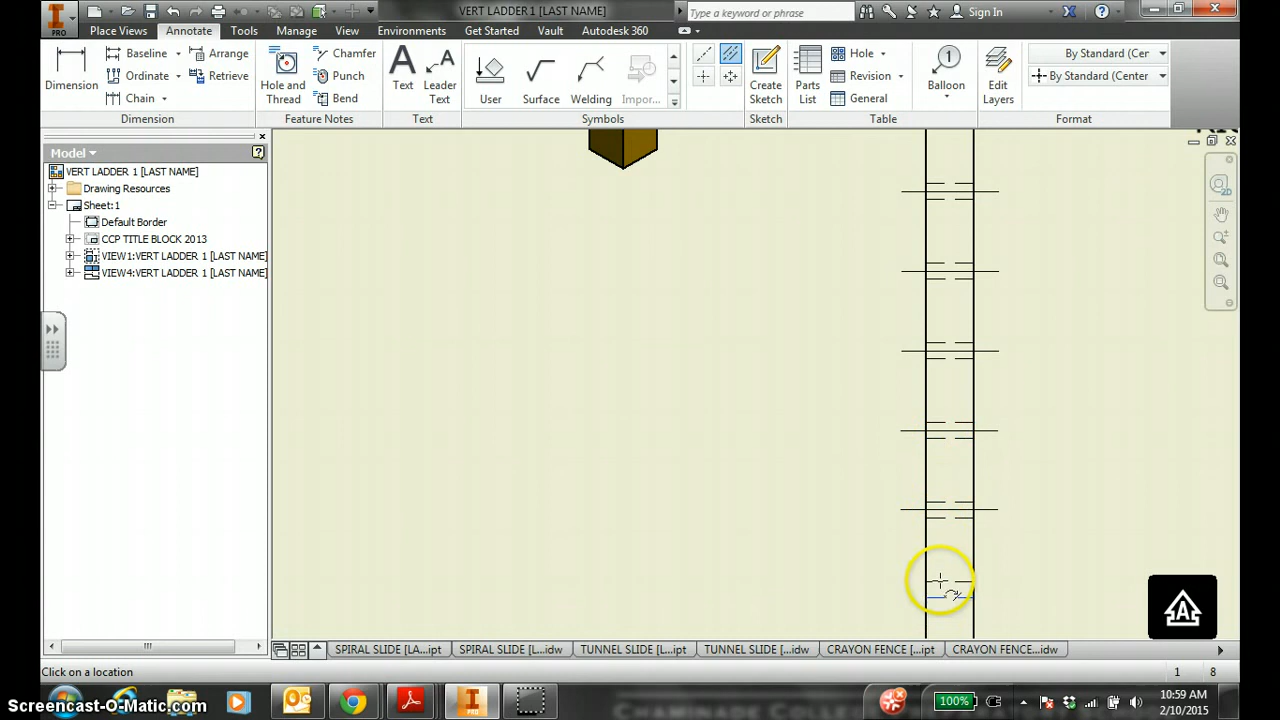 VERT LADDER 1 [LAST NAME]
Type a keyword or phrase
Sign In
PRO
Place Views
Annotate
Tools
Manage
View
Environments
Get Started
Vault
Autodesk 360
Dimension
Baseline
Ordinate
Chain
Arrange
Retrieve
Dimension
Hole and Thread
Chamfer
Punch
Bend
Feature Notes
Text
Leader Text
Text
User
Surface
Welding
Impor...
Symbols
Create Sketch
Sketch
Parts List
Hole
Revision
General
Table
Balloon
Edit Layers
By Standard (Cer
By Standard (Center
Format
Model
VERT LADDER 1 [LAST NAME]
Drawing Resources
Sheet:1
Default Border
CCP TITLE BLOCK 2013
VIEW1:VERT LADDER 1 [LAST NAME]
VIEW4:VERT LADDER 1 [LAST NAME]
2D
A
SPIRAL SLIDE [LA...ipt
SPIRAL SLIDE [L...idw
TUNNEL SLIDE [L...ipt
TUNNEL SLIDE [...idw
CRAYON FENCE [...ipt
CRAYON FENCE...idw
Click on a location
1
8
100%
10:59 AM
2/10/2015
Screencast-O-Matic.com